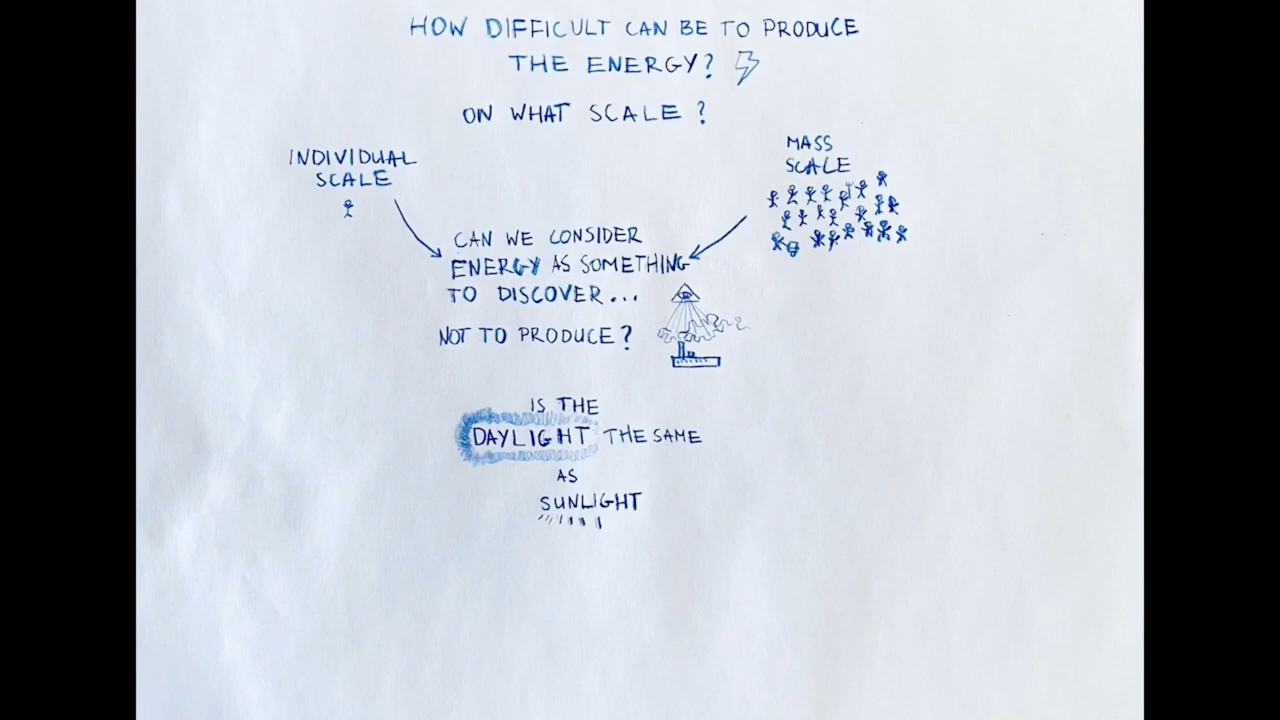 HOW DIFFICULT CAN BE TO PRODUCE
THE ENERGY?
ON WHAT SCALE?
INDIVIDUAL
SCALE
MASS
SCALE
CAN WE CONSIDER
ENERGY AS SOMETHING
TO DISCOVER...
NOT TO PRODUCE?
IS THE
DAYLIGHT THE SAME
AS
SUNLIGHT